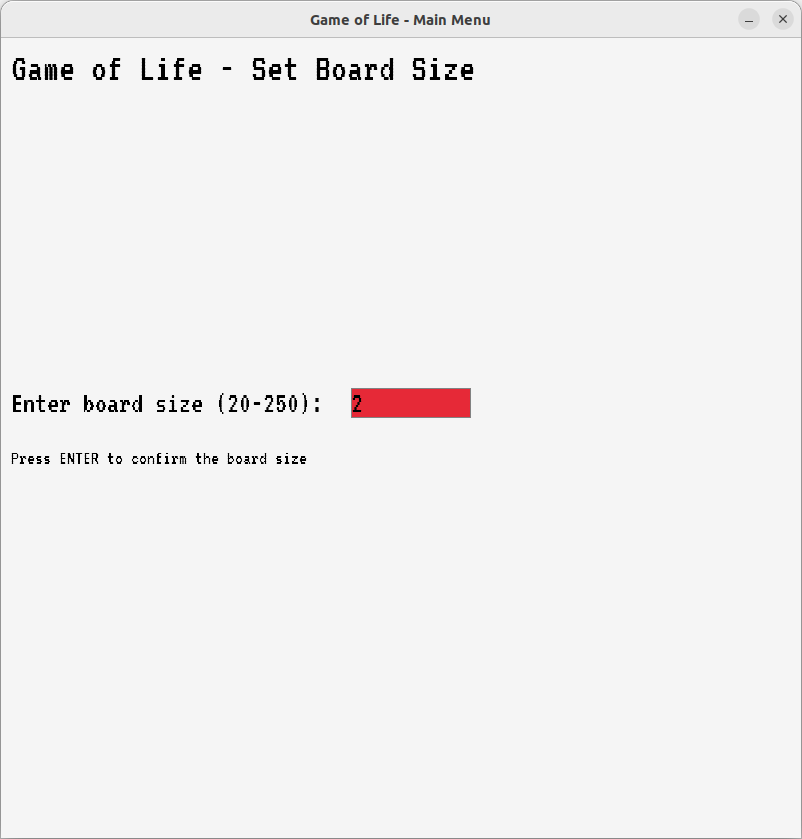 Game of Life - Main Menu
Game of Life - Set Board Size
Enter board size (20-250): 2
Press ENTER to confirm the board size